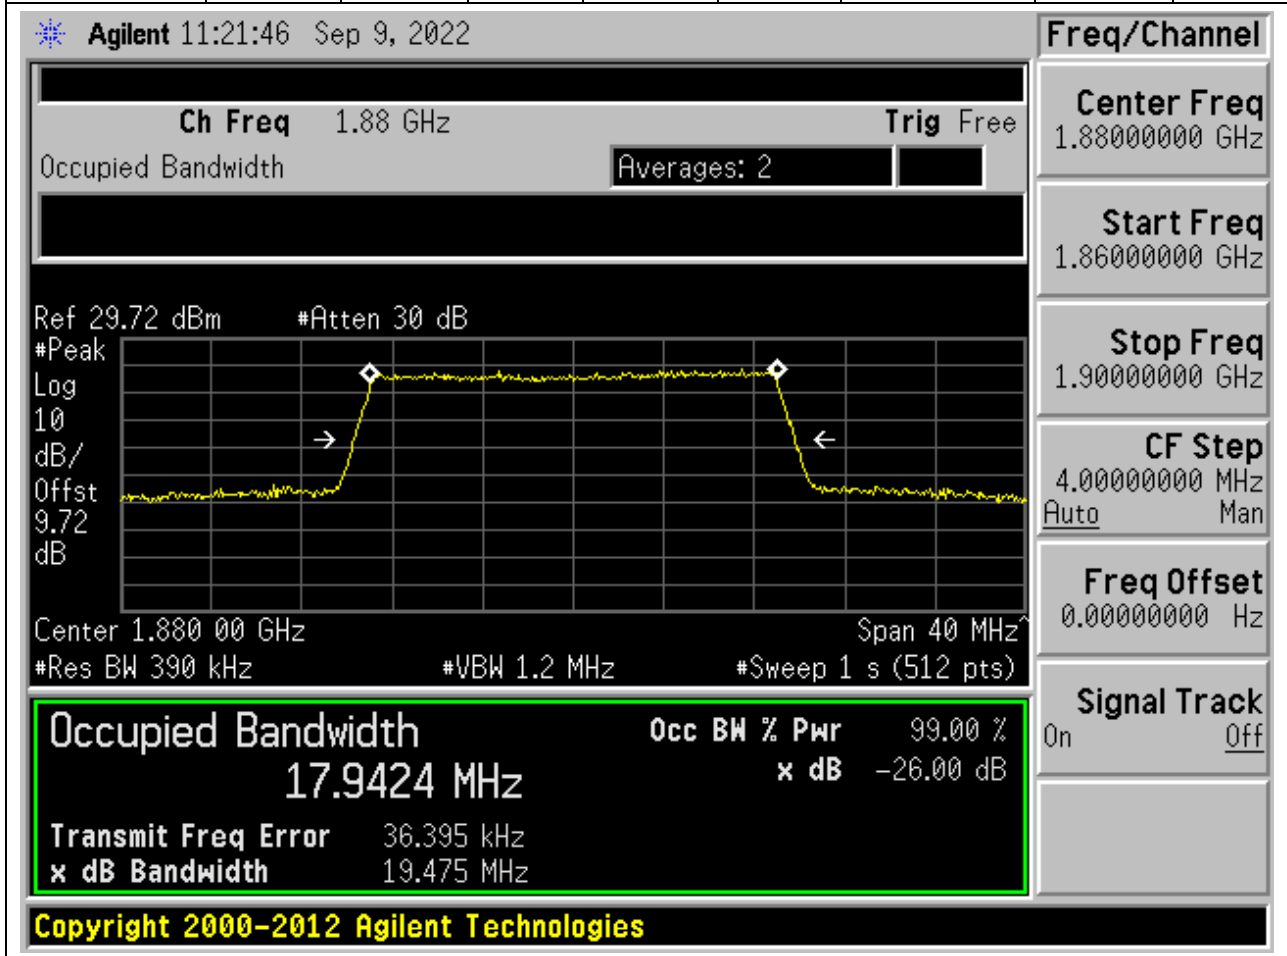 Agilent 11:21:46 Sep 9, 2022
Freq/Channel
Ch Freq 1.88 GHz Trig Free
Occupied Bandwidth Averages: 2
Center Freq
1.88000000 GHz
Start Freq
1.86000000 GHz
Stop Freq
1.90000000 GHz
CF Step
4.00000000 MHz
Auto Man
Freq Offset
0.00000000 Hz
Signal Track
On Off
Ref 29.72 dBm #Atten 30 dB
#Peak
Log
10
dB/
Offst
9.72
dB
Center 1.880 00 GHz Span 40 MHz^
#Res BW 390 kHz #VBW 1.2 MHz #Sweep 1 s (512 pts)
Occupied Bandwidth Occ BW % Pwr 99.00 %
17.9424 MHz x dB -26.00 dB
Transmit Freq Error 36.395 kHz
x dB Bandwidth 19.475 MHz
Copyright 2000-2012 Agilent Technologies